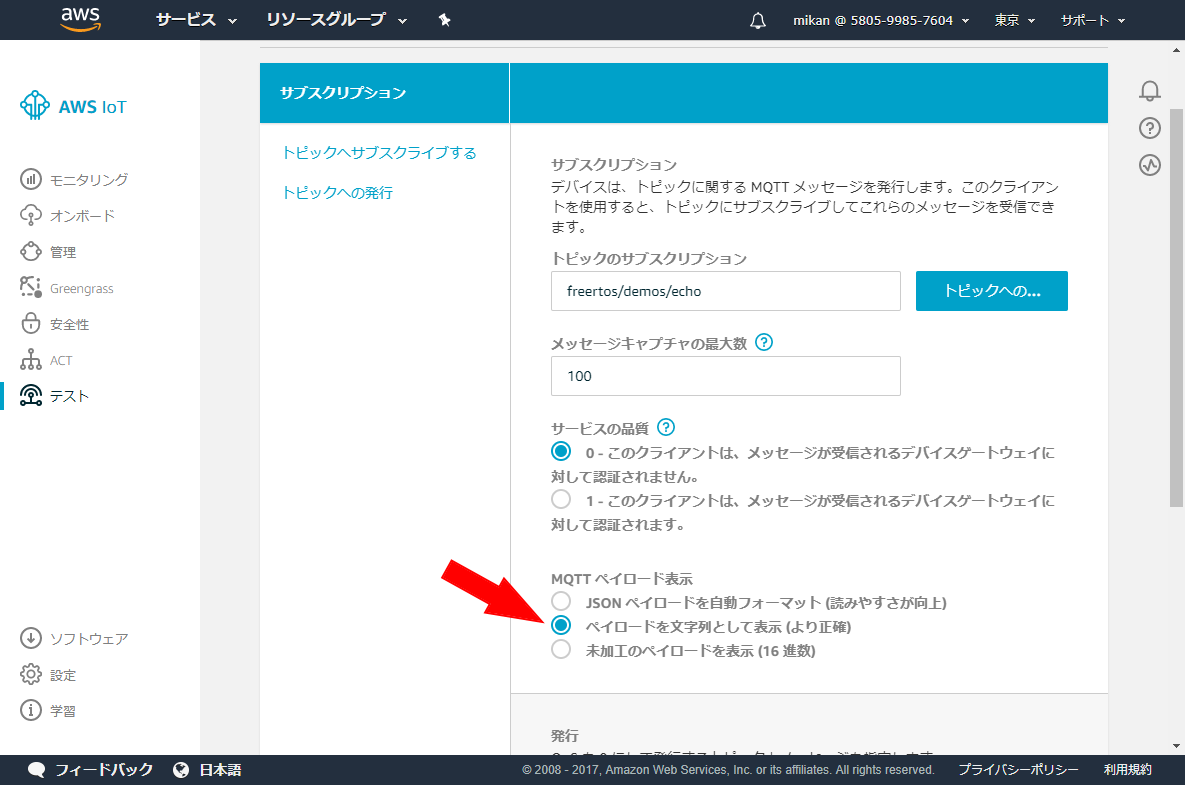 aws サービス リソースグループ mikan @ 5805-9985-7604 東京 サポート
AWS IoT
モニタリング
オンボード
管理
Greengrass
安全性
ACT
テスト
ソフトウェア
設定
学習
サブスクリプション
トピックへサブスクライブする
トピックへの発行
サブスクリプション
デバイスは、トピックに関する MQTT メッセージを発行します。このクライアン
トを使用すると、トピックにサブスクライブしてこれらのメッセージを受信でき
ます。
トピックのサブスクリプション
freertos/demos/echo トピックへの...
メッセージキャプチャの最大数 ?
100
サービスの品質 ?
0 - このクライアントは、メッセージが受信されるデバイスゲートウェイに
対して認証されません。
1 - このクライアントは、メッセージが受信されるデバイスゲートウェイに
対して認証されます。
MQTT ペイロード表示
JSON ペイロードを自動フォーマット (読みやすさが向上)
ペイロードを文字列として表示 (より正確)
未加工のペイロードを表示 (16 進数)
発行
フィードバック 日本語 © 2008 - 2017, Amazon Web Services, Inc. or its affiliates. All rights reserved. プライバシーポリシー 利用規約